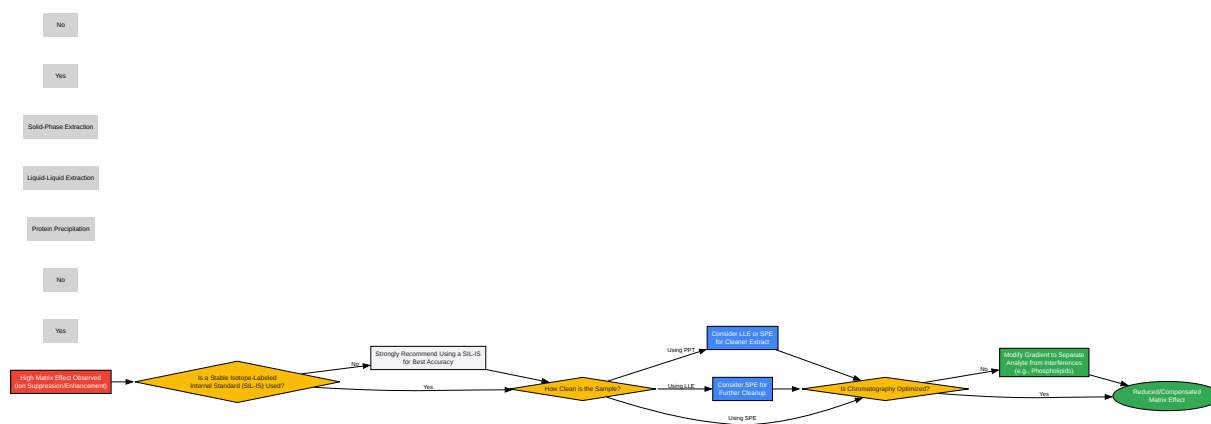 No
Yes
Solid-Phase Extraction
Liquid-Liquid Extraction
Protein Precipitation
No
Yes
High Matrix Effect Observed
(Ion Suppression/Enhancement)
Is a Stable Isotope-Labeled
Internal Standard (SIL-IS) Used?
No
Yes
Strongly Recommend Using a SIL-IS
for Best Accuracy
How Clean is the Sample?
Using PPT
Using LLE
Using SPE
Consider LLE or SPE
for Cleaner Extract
Consider SPE for
Further Cleanup
Is Chromatography Optimized?
No
Yes
Modify Gradient to Separate
Analyte from Interferences
(e.g., Phospholipids)
Reduced/Compensated
Matrix Effect